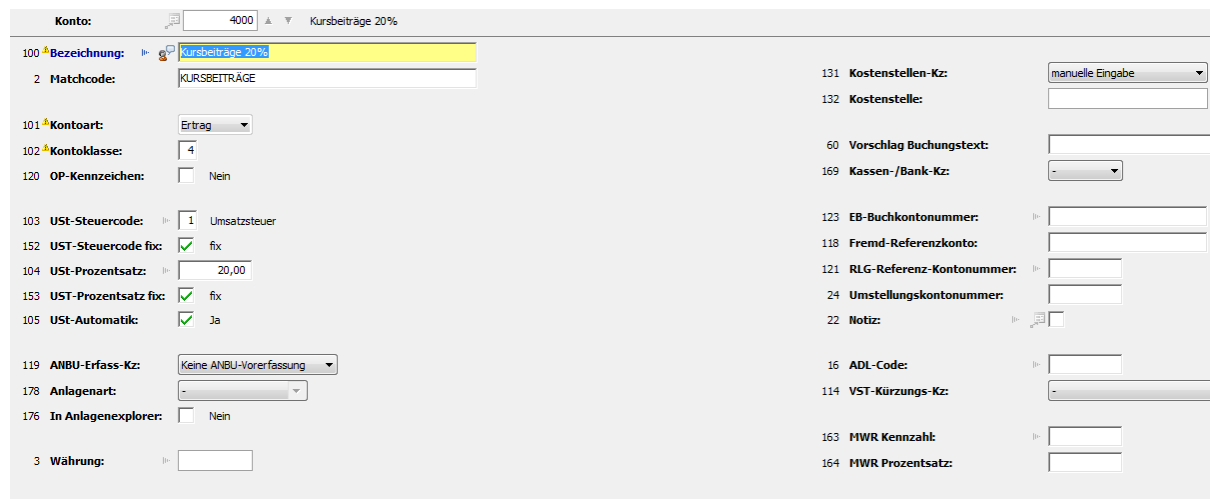 Konto: 4000 Kursbeiträge 20%
100 Bezeichnung: Kursbeiträge 20%
2 Matchcode: KURSBEITRÄGE
101 Kontoart: Ertrag
102 Kontoklasse: 4
120 OP-Kennzeichen: Nein
103 USt-Steuercode: 1 Umsatzsteuer
152 UST-Steuercode fix: fix
104 USt-Prozentsatz: 20,00
153 UST-Prozentsatz fix: fix
105 USt-Automatik: Ja
119 ANBU-Erfass-Kz: Keine ANBU-Vorerfassung
178 Anlagenart: -
176 In Anlagenexplorer: Nein
3 Währung:
131 Kostenstellen-Kz: manuelle Eingabe
132 Kostenstelle:
60 Vorschlag Buchungstext:
169 Kassen-/Bank-Kz: -
123 EB-Buchkontonummer:
118 Fremd-Referenzkonto:
121 RLG-Referenz-Kontonummer:
24 Umstellungskontonummer:
22 Notiz:
16 ADL-Code:
114 VST-Kürzungs-Kz: -
163 MWR Kennzahl:
164 MWR Prozentsatz: